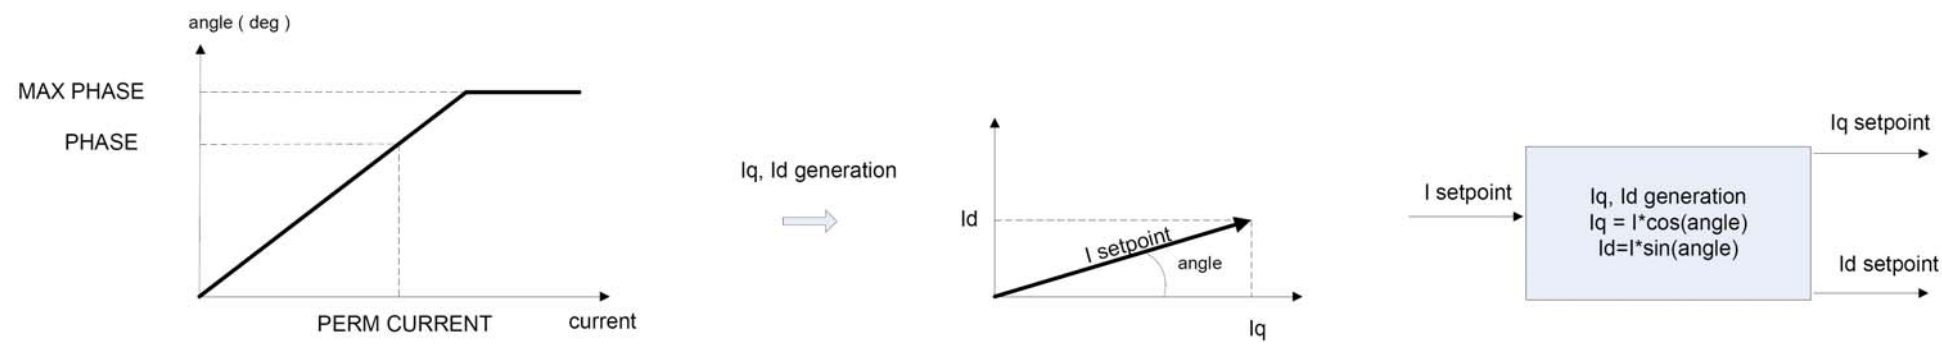 angle ( deg )
MAX PHASE
PHASE
PERM CURRENT
current
Iq, Id generation
Id
I setpoint
angle
Iq
I setpoint
Iq, Id generation
Iq = I*cos(angle)
Id=I*sin(angle)
Iq setpoint
Id setpoint